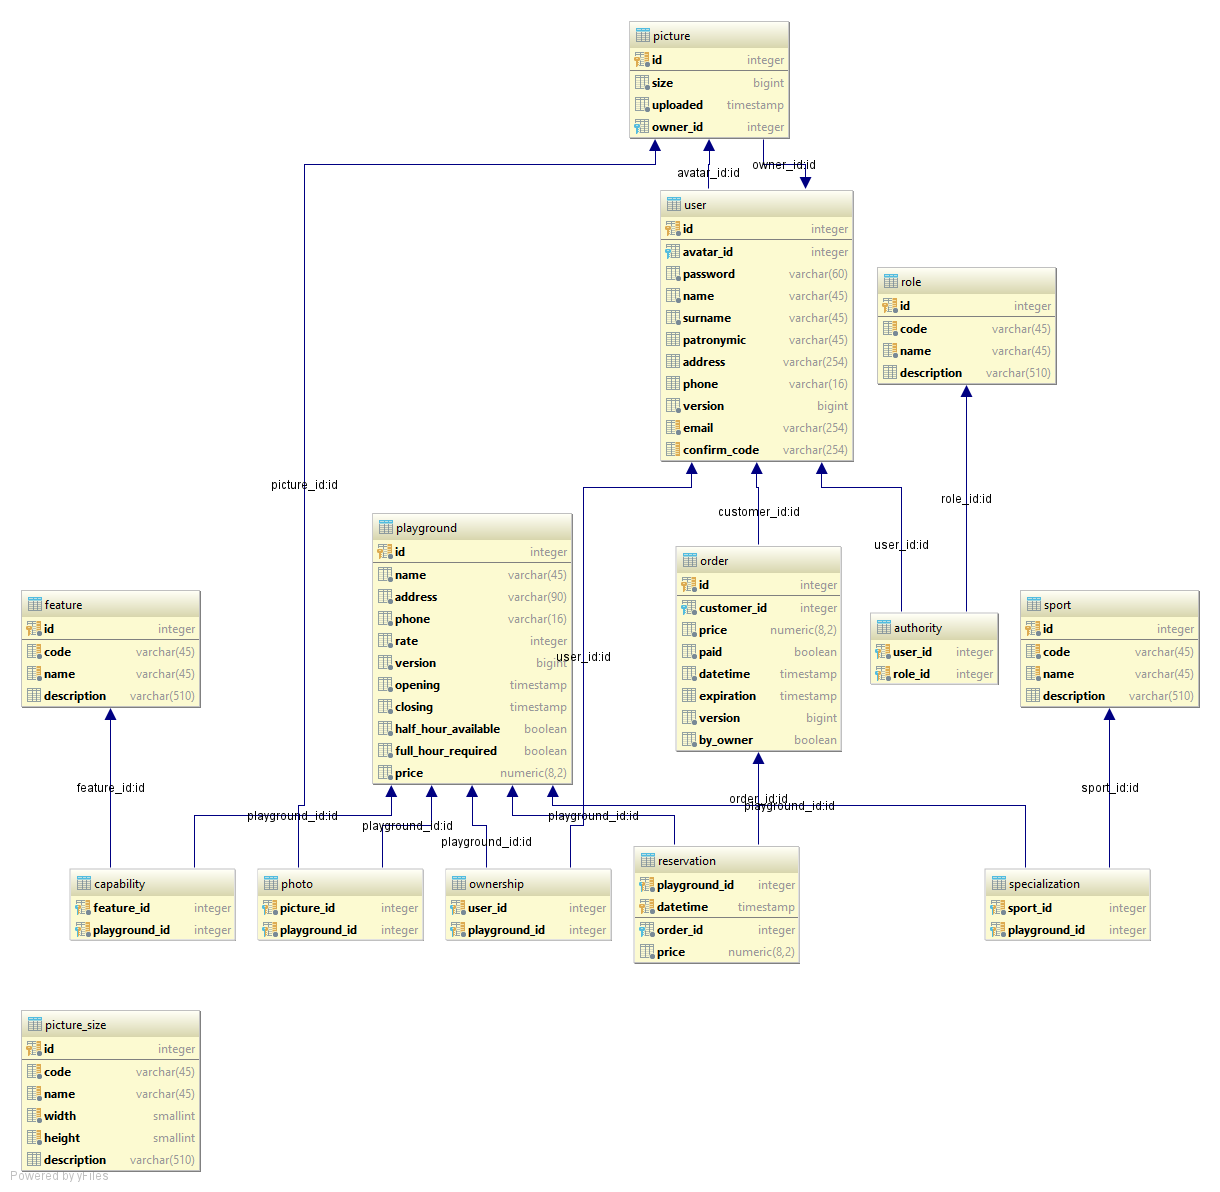 picture
id integer
size bigint
uploaded timestamp
owner_id integer
avatar_id:id
owner_id:id
user
id integer
avatar_id integer
password varchar(60)
name varchar(45)
surname varchar(45)
patronymic varchar(45)
address varchar(254)
phone varchar(16)
version bigint
email varchar(254)
confirm_code varchar(254)
role
id integer
code varchar(45)
name varchar(45)
description varchar(510)
picture_id:id
customer_id:id
role_id:id
user_id:id
playground
id integer
name varchar(45)
address varchar(90)
phone varchar(16)
rate integer
version bigint
opening timestamp
closing timestamp
half_hour_available boolean
full_hour_required boolean
price numeric(8,2)
user_id:id
order
id integer
customer_id integer
price numeric(8,2)
paid boolean
datetime timestamp
expiration timestamp
version bigint
by_owner boolean
feature
id integer
code varchar(45)
name varchar(45)
description varchar(510)
authority
user_id integer
role_id integer
sport
id integer
code varchar(45)
name varchar(45)
description varchar(510)
feature_id:id
sport_id:id
order_id:id
playground_id:id
playground_id:id
playground_id:id
playground_id:id
playground_id:id
capability
feature_id integer
playground_id integer
photo
picture_id integer
playground_id integer
ownership
user_id integer
playground_id integer
reservation
playground_id integer
datetime timestamp
order_id integer
price numeric(8,2)
specialization
sport_id integer
playground_id integer
picture_size
id integer
code varchar(45)
name varchar(45)
width smallint
height smallint
description varchar(510)
Powered by yFiles